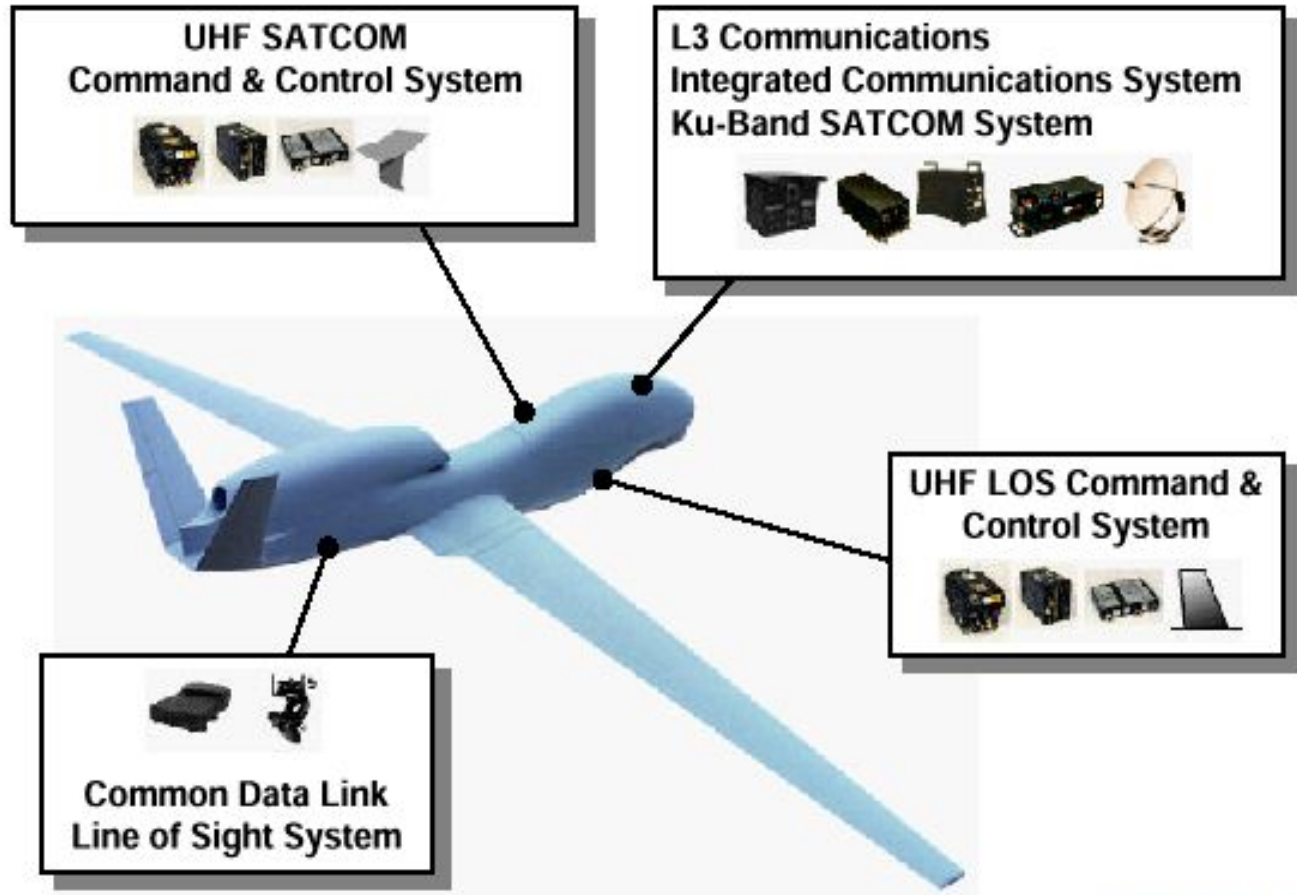 UHF SATCOM
Command & Control System
L3 Communications
Integrated Communications System
Ku-Band SATCOM System
UHF LOS Command &
Control System
Common Data Link
Line of Sight System